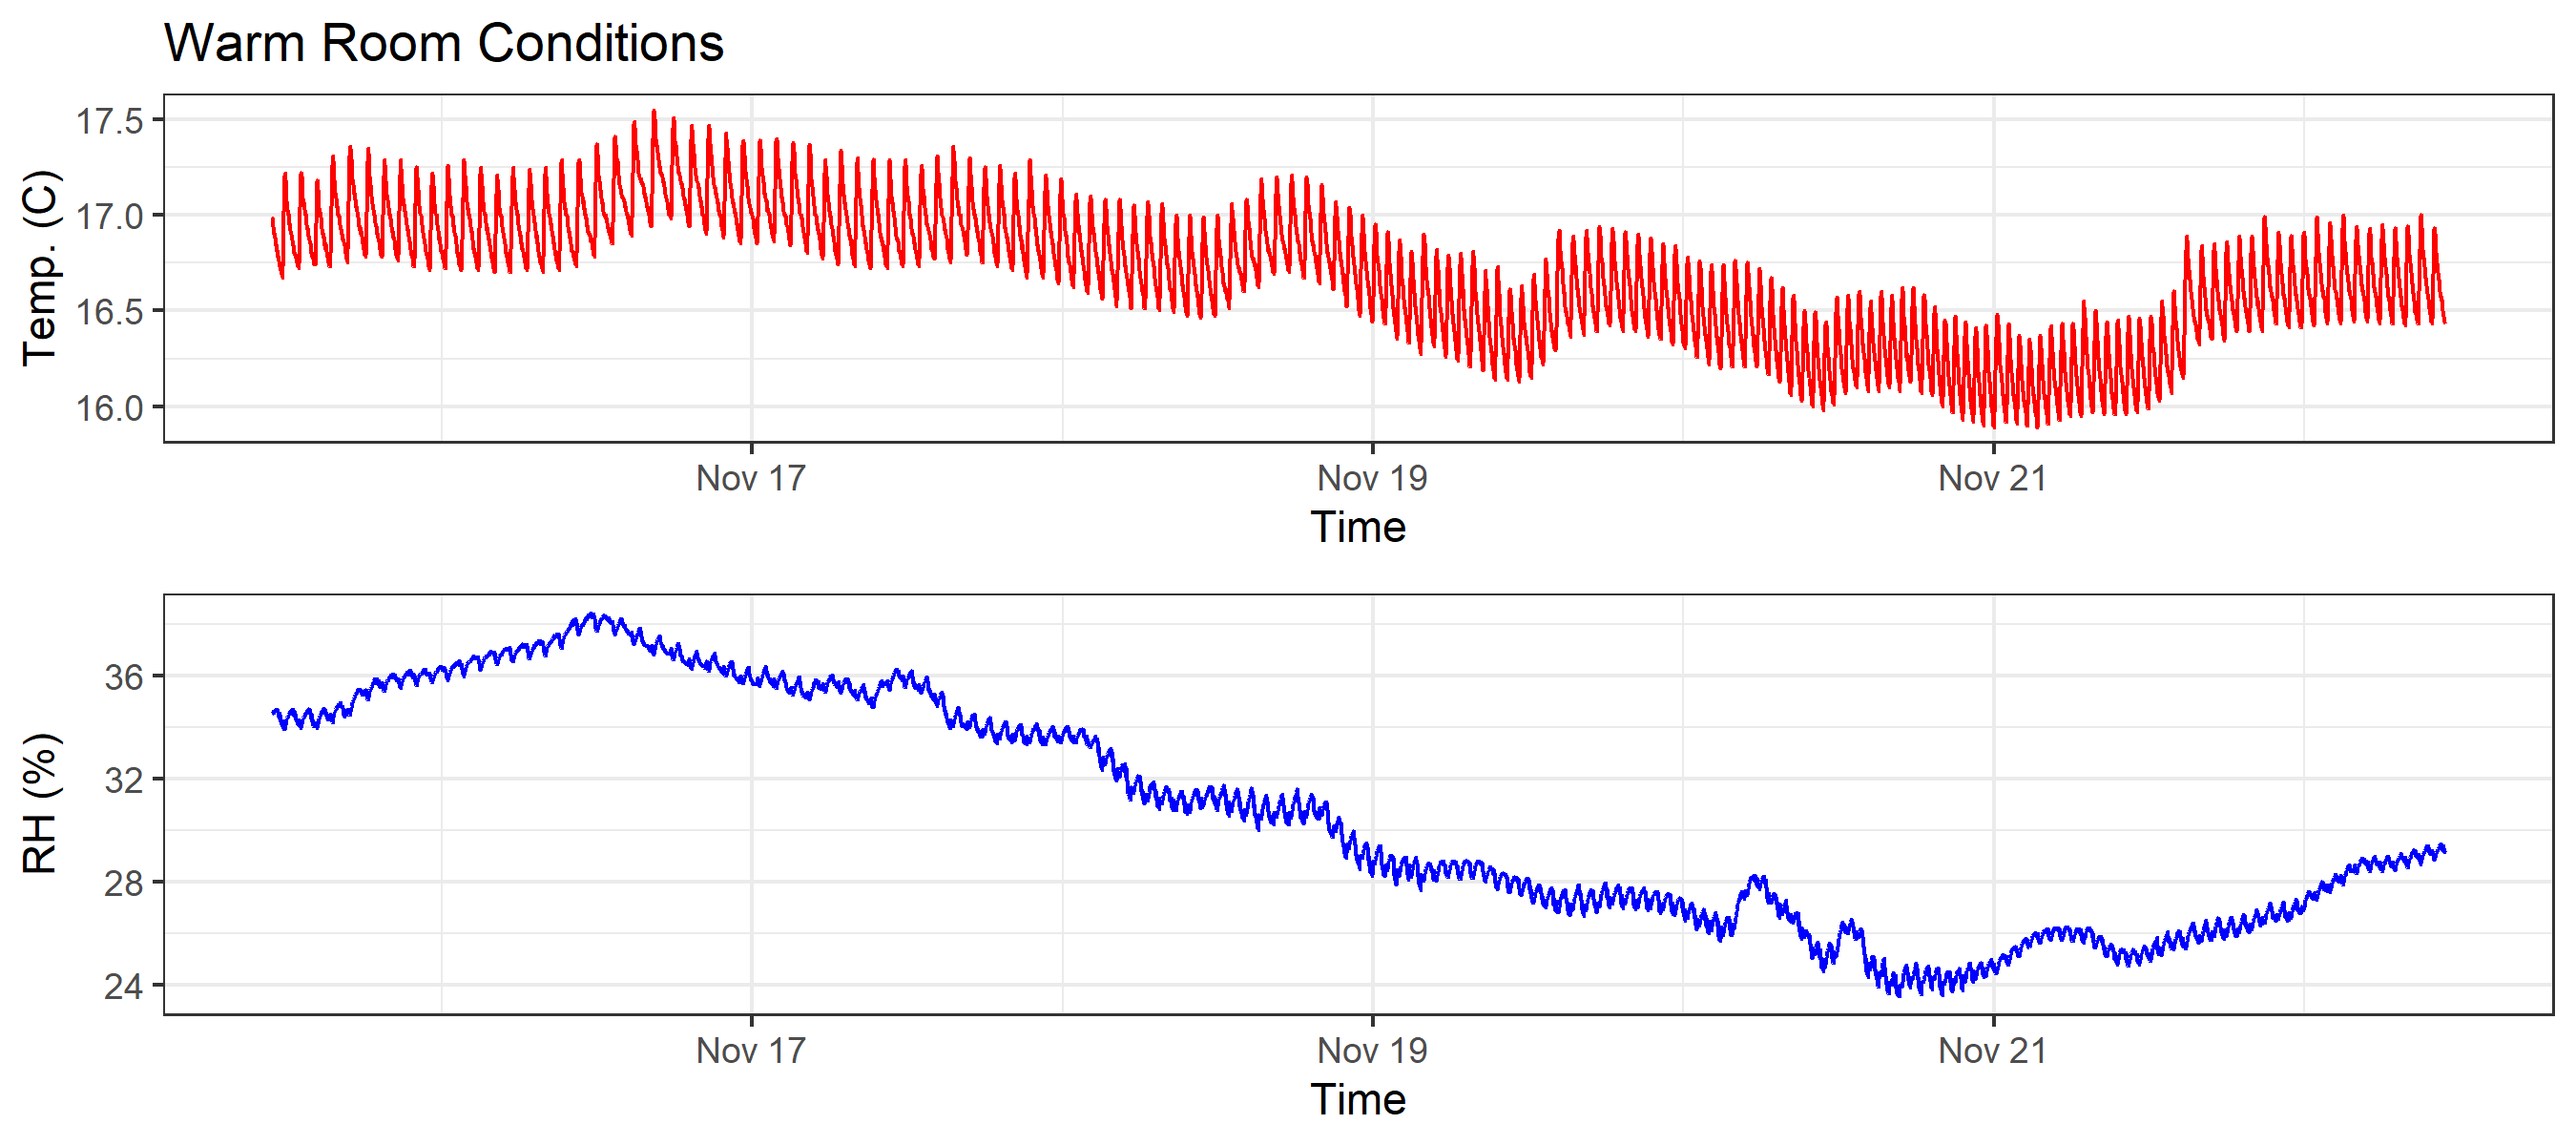 Warm Room Conditions
Temp. (C)
17.5
17.0
16.5
16.0
Nov 17 Nov 19 Nov 21
Time
RH (%)
36
32
28
24
Nov 17 Nov 19 Nov 21
Time